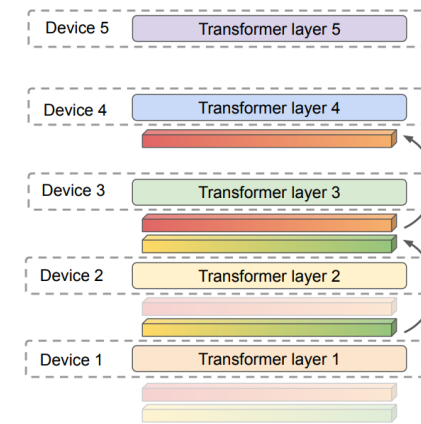 Device 5 Transformer layer 5
Device 4 Transformer layer 4
Device 3 Transformer layer 3
Device 2 Transformer layer 2
Device 1 Transformer layer 1